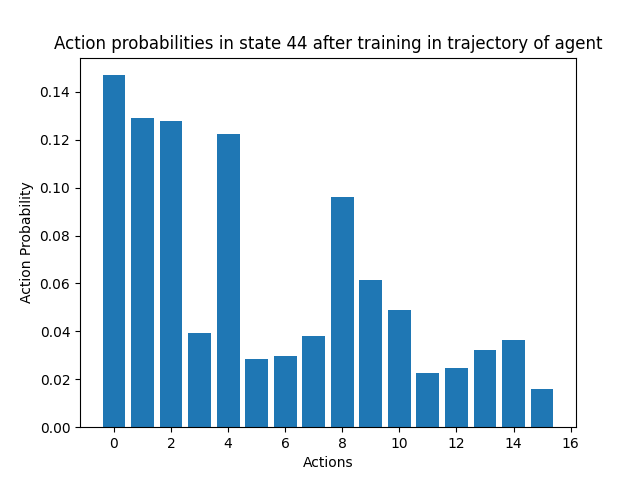 Action probabilities in state 44 after training in trajectory of agent
Action Probability
0.14
0.12
0.10
0.08
0.06
0.04
0.02
0.00
0 2 4 6 8 10 12 14 16
Actions